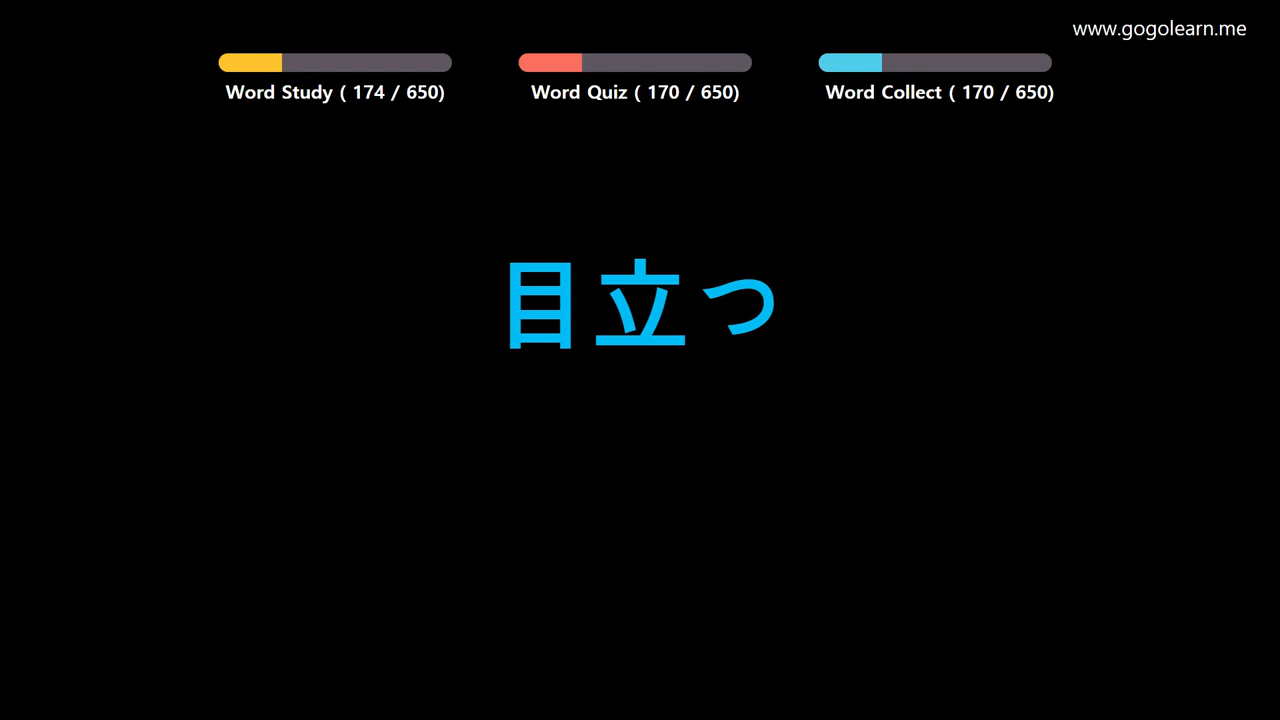 www.gogolearn.me
Word Study ( 174 / 650)
Word Quiz ( 170 / 650)
Word Collect ( 170 / 650)
目立つ